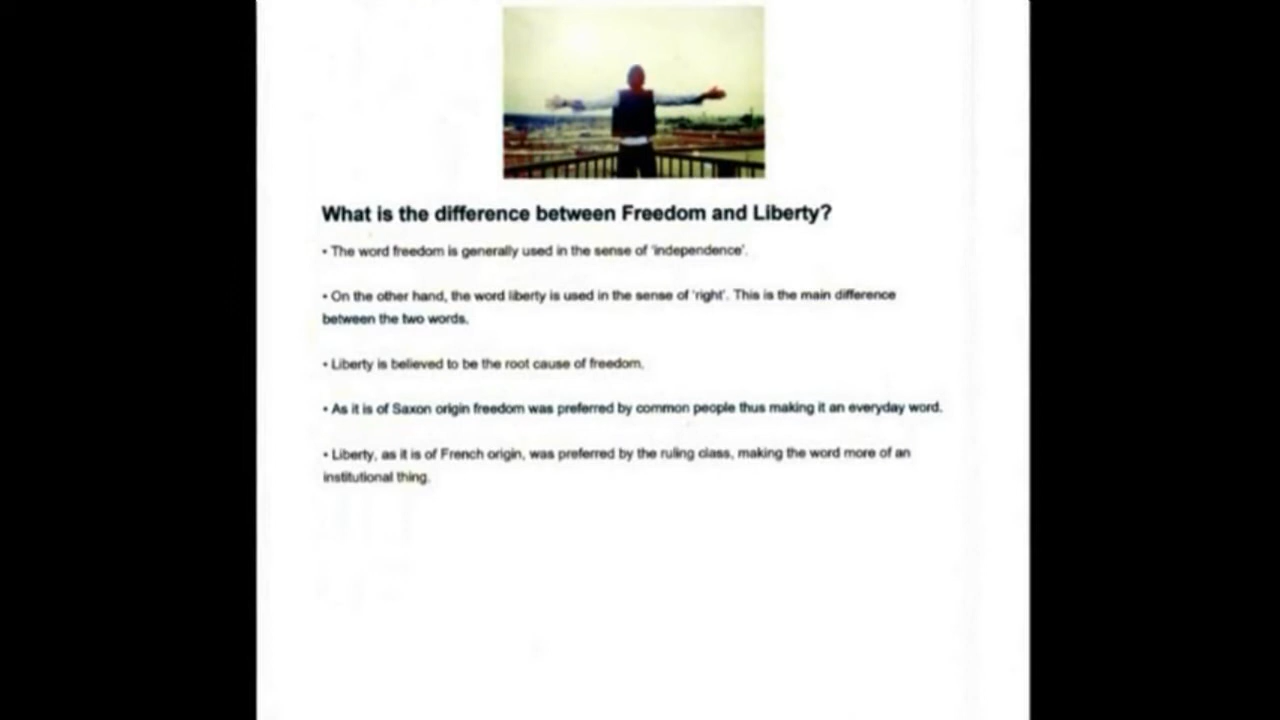 What is the difference between Freedom and Liberty?
• The word freedom is generally used in the sense of 'independence'.
• On the other hand, the word liberty is used in the sense of 'right'. This is the main difference
between the two words.
• Liberty is believed to be the root cause of freedom.
• As it is of Saxon origin freedom was preferred by common people thus making it an everyday word.
• Liberty, as it is of French origin, was preferred by the ruling class, making the word more of an
institutional thing.